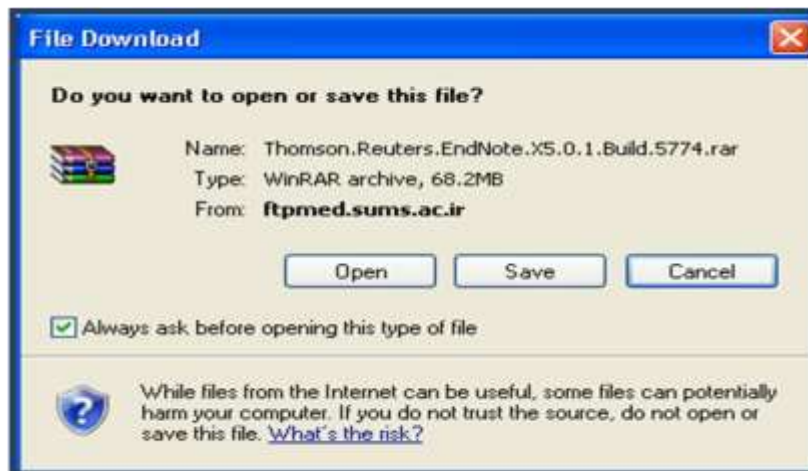 File Download
Do you want to open or save this file?
Name: Thomson.Reuters.EndNote.X5.0.1.Build.5774.rar
Type: WinRAR archive, 68.2MB
From: ftpmed.sums.ac.ir
Open Save Cancel
Always ask before opening this type of file
While files from the Internet can be useful, some files can potentially
harm your computer. If you do not trust the source, do not open or
save this file. What's the risk?